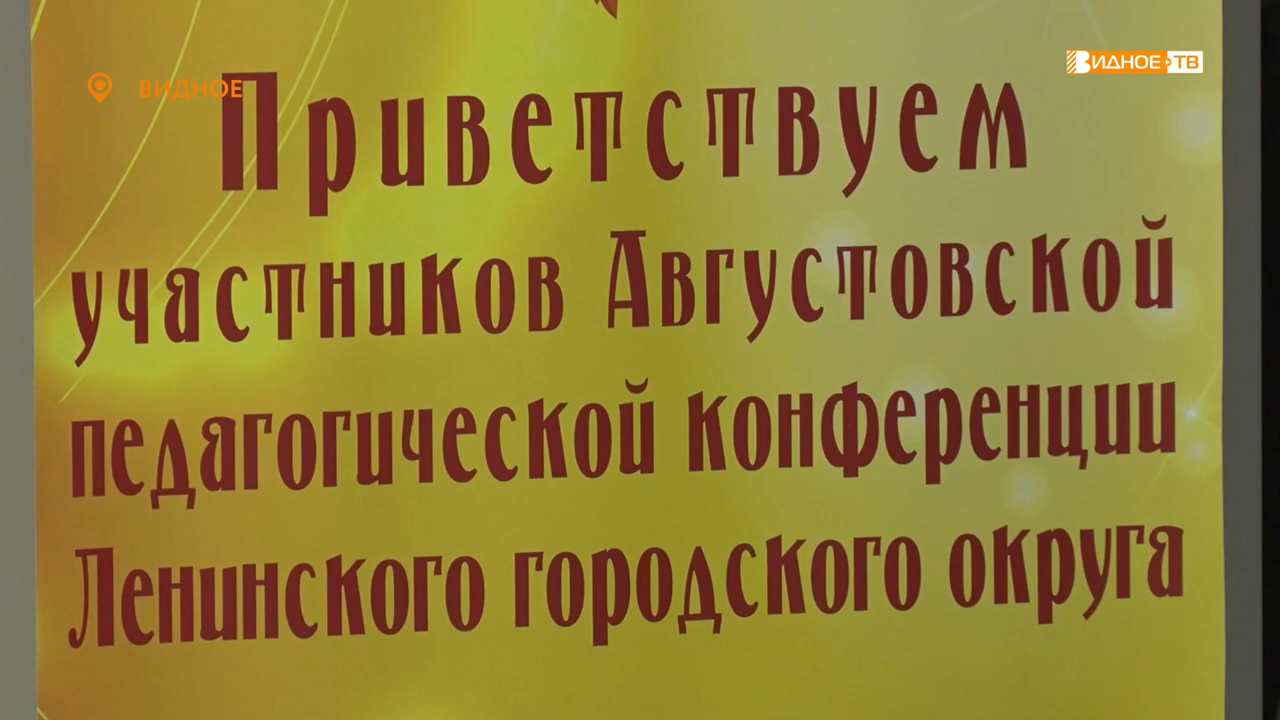 ВИДНОЕ
ВИДНОЕ ТВ
Приветствуем
участников Августовской
педагогической конференции
Ленинского городского округа